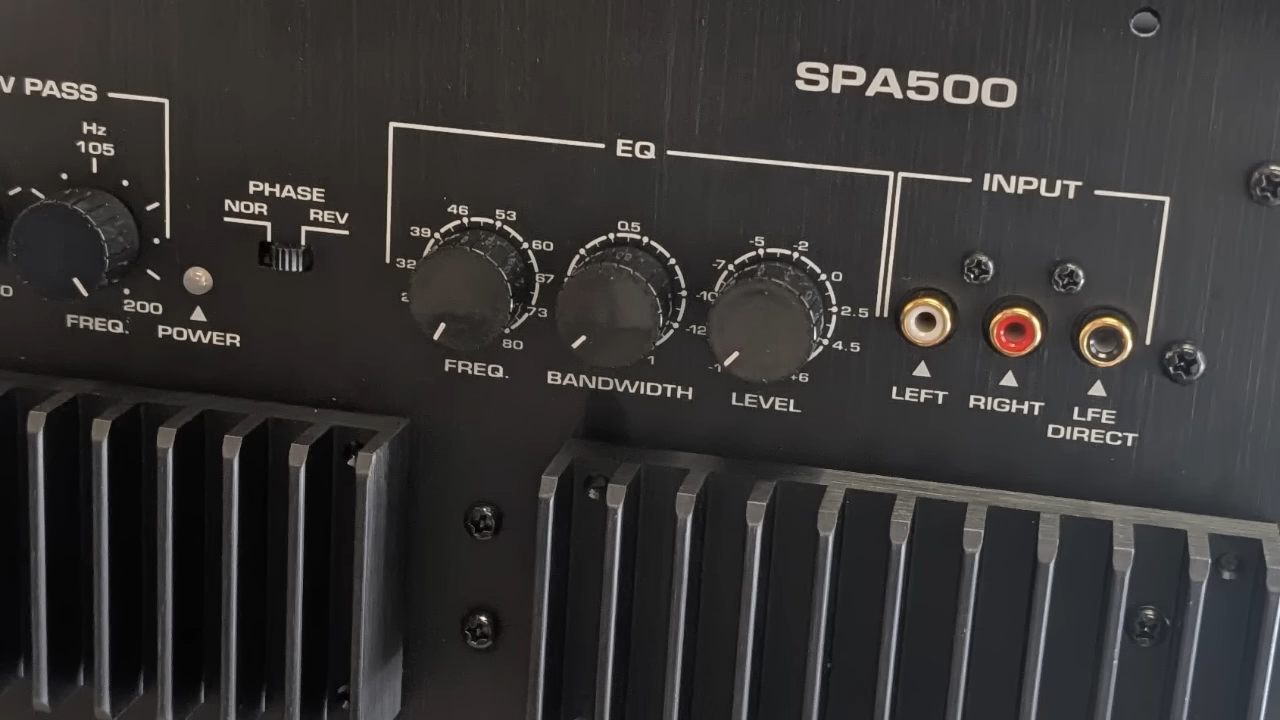 SPA500
PASS
Hz
105
200
FREQ.
POWER
PHASE
NOR
REV
EQ
32
39
46
53
60
67
73
80
FREQ.
0.5
1
BANDWIDTH
-12
-10
-7
-5
-2
0
2.5
4.5
+6
LEVEL
INPUT
LEFT
RIGHT
LFE
DIRECT